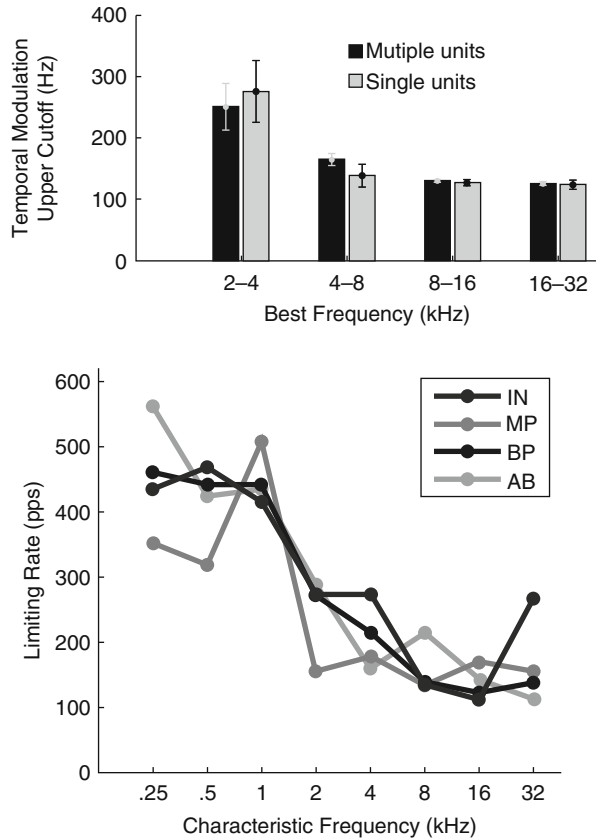 Temporal Modulation
Upper Cutoff (Hz)
400
300
200
100
0
Mutiple units
Single units
2–4 4–8 8–16 16–32
Best Frequency (kHz)
Limiting Rate (pps)
600
500
400
300
200
100
0
IN
MP
BP
AB
.25 .5 1 2 4 8 16 32
Characteristic Frequency (kHz)